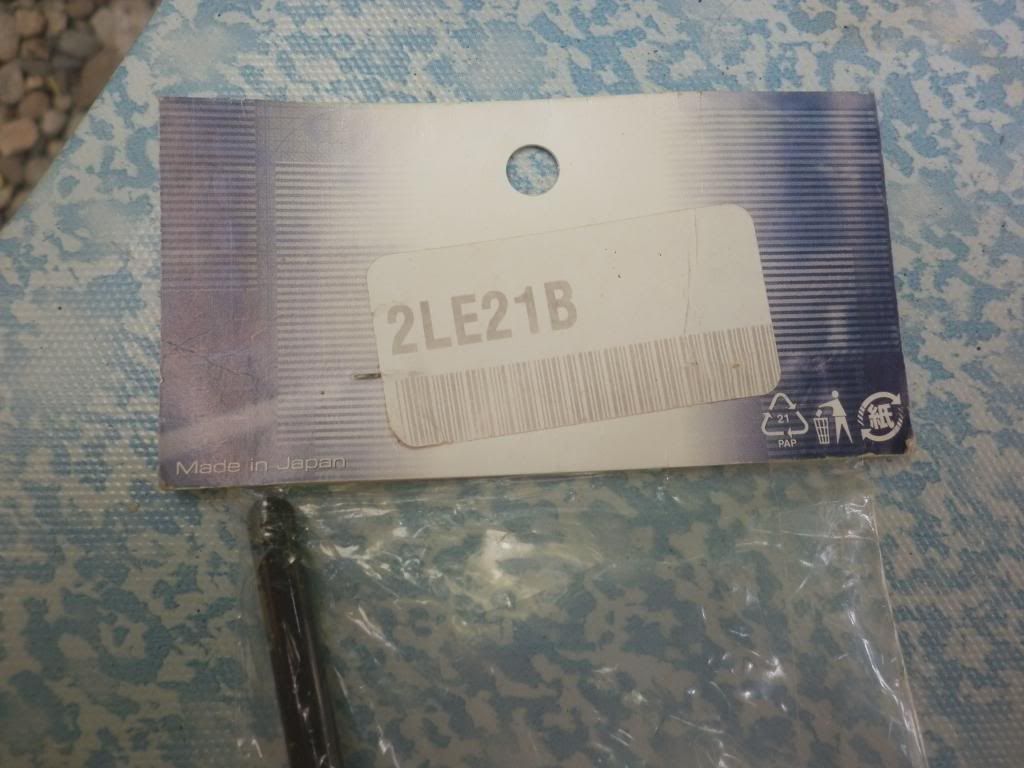 2LE21B
21
PAP
紙
Made in Japan